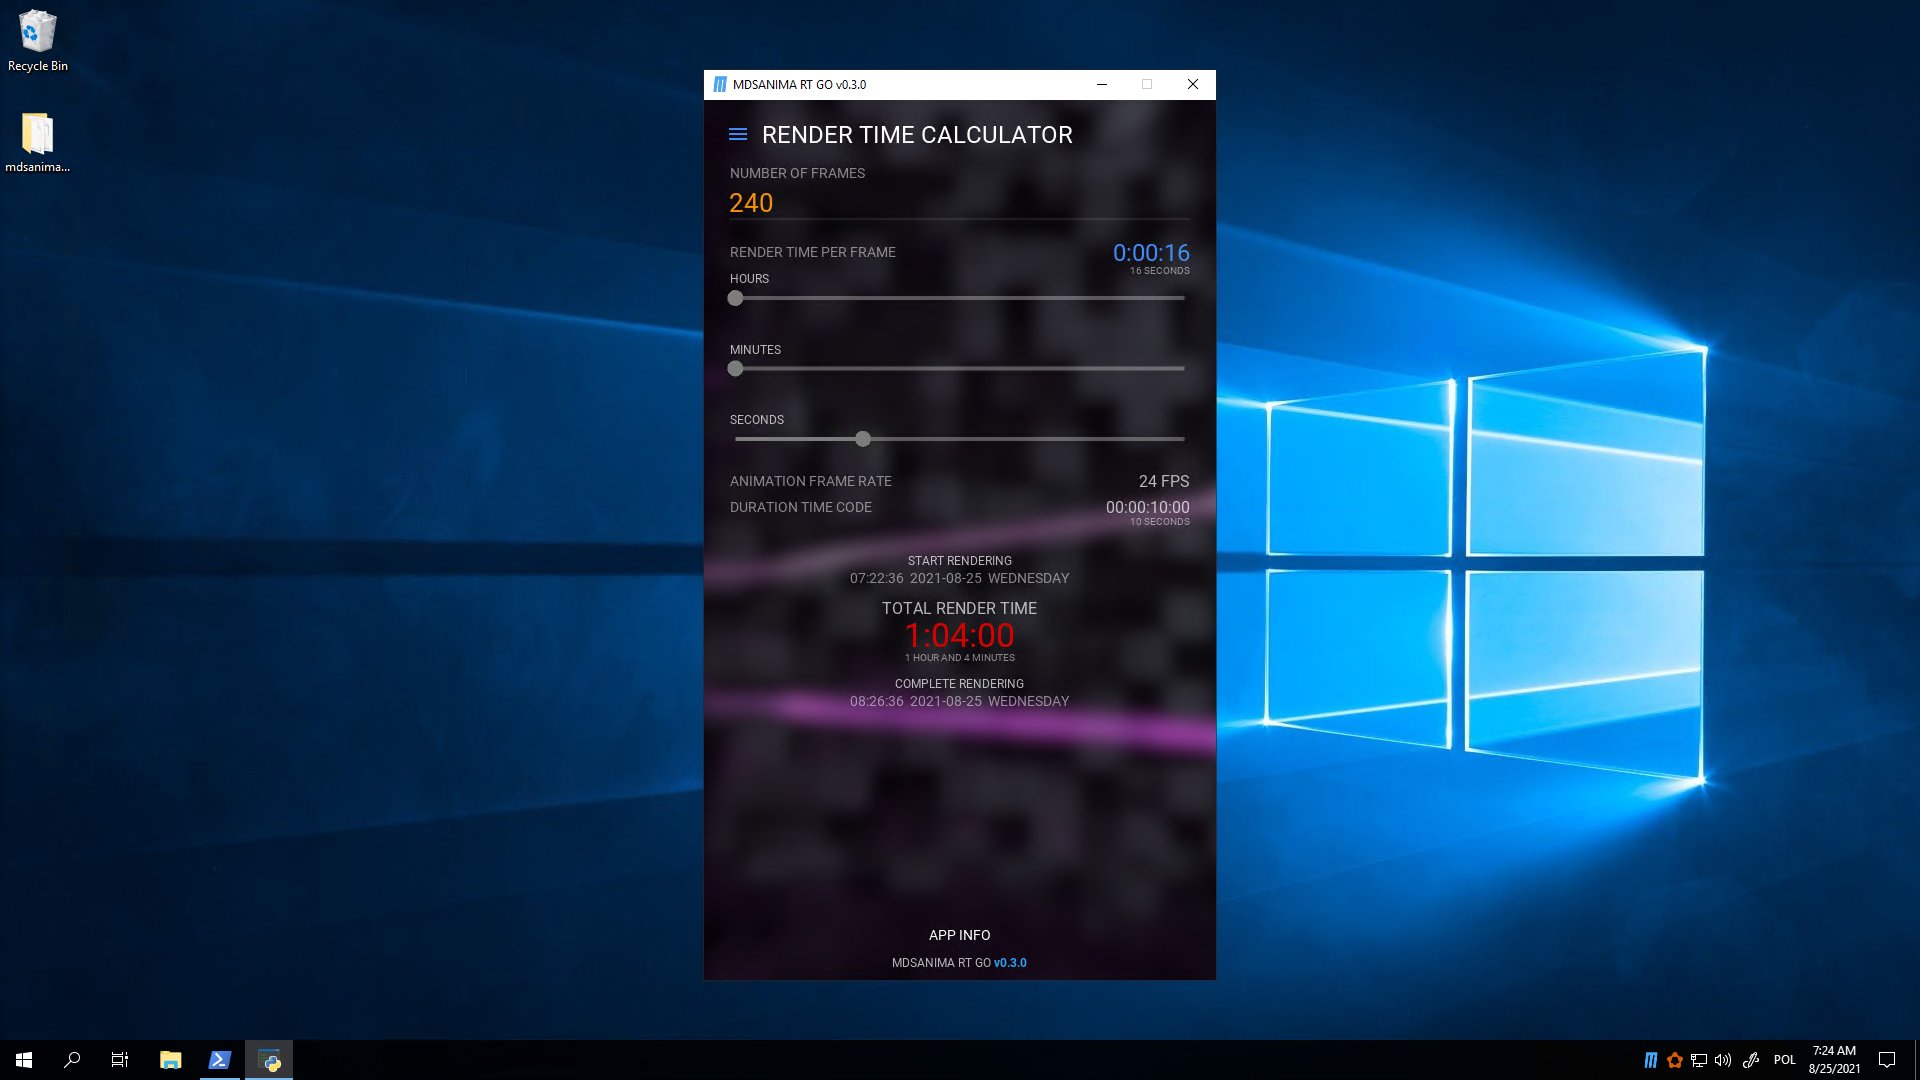 Recycle Bin
mdsanima...
MDSANIMA RT GO v0.3.0
RENDER TIME CALCULATOR
NUMBER OF FRAMES
240
RENDER TIME PER FRAME 0:00:16
16 SECONDS
HOURS
MINUTES
SECONDS
ANIMATION FRAME RATE 24 FPS
DURATION TIME CODE 00:00:10:00
10 SECONDS
START RENDERING
07:22:36 2021-08-25 WEDNESDAY
TOTAL RENDER TIME
1:04:00
1 HOUR AND 4 MINUTES
COMPLETE RENDERING
08:26:36 2021-08-25 WEDNESDAY
APP INFO
MDSANIMA RT GO v0.3.0
POL
7:24 AM
8/25/2021